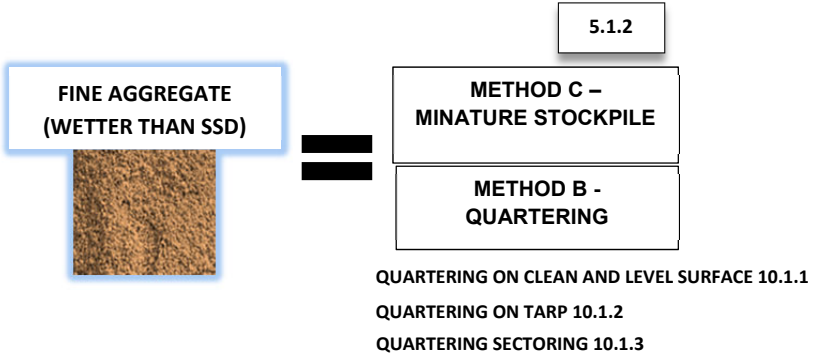 5.1.2
FINE AGGREGATE
(WETTER THAN SSD)
METHOD C –
MINATURE STOCKPILE
METHOD B -
QUARTERING
QUARTERING ON CLEAN AND LEVEL SURFACE 10.1.1
QUARTERING ON TARP 10.1.2
QUARTERING SECTORING 10.1.3